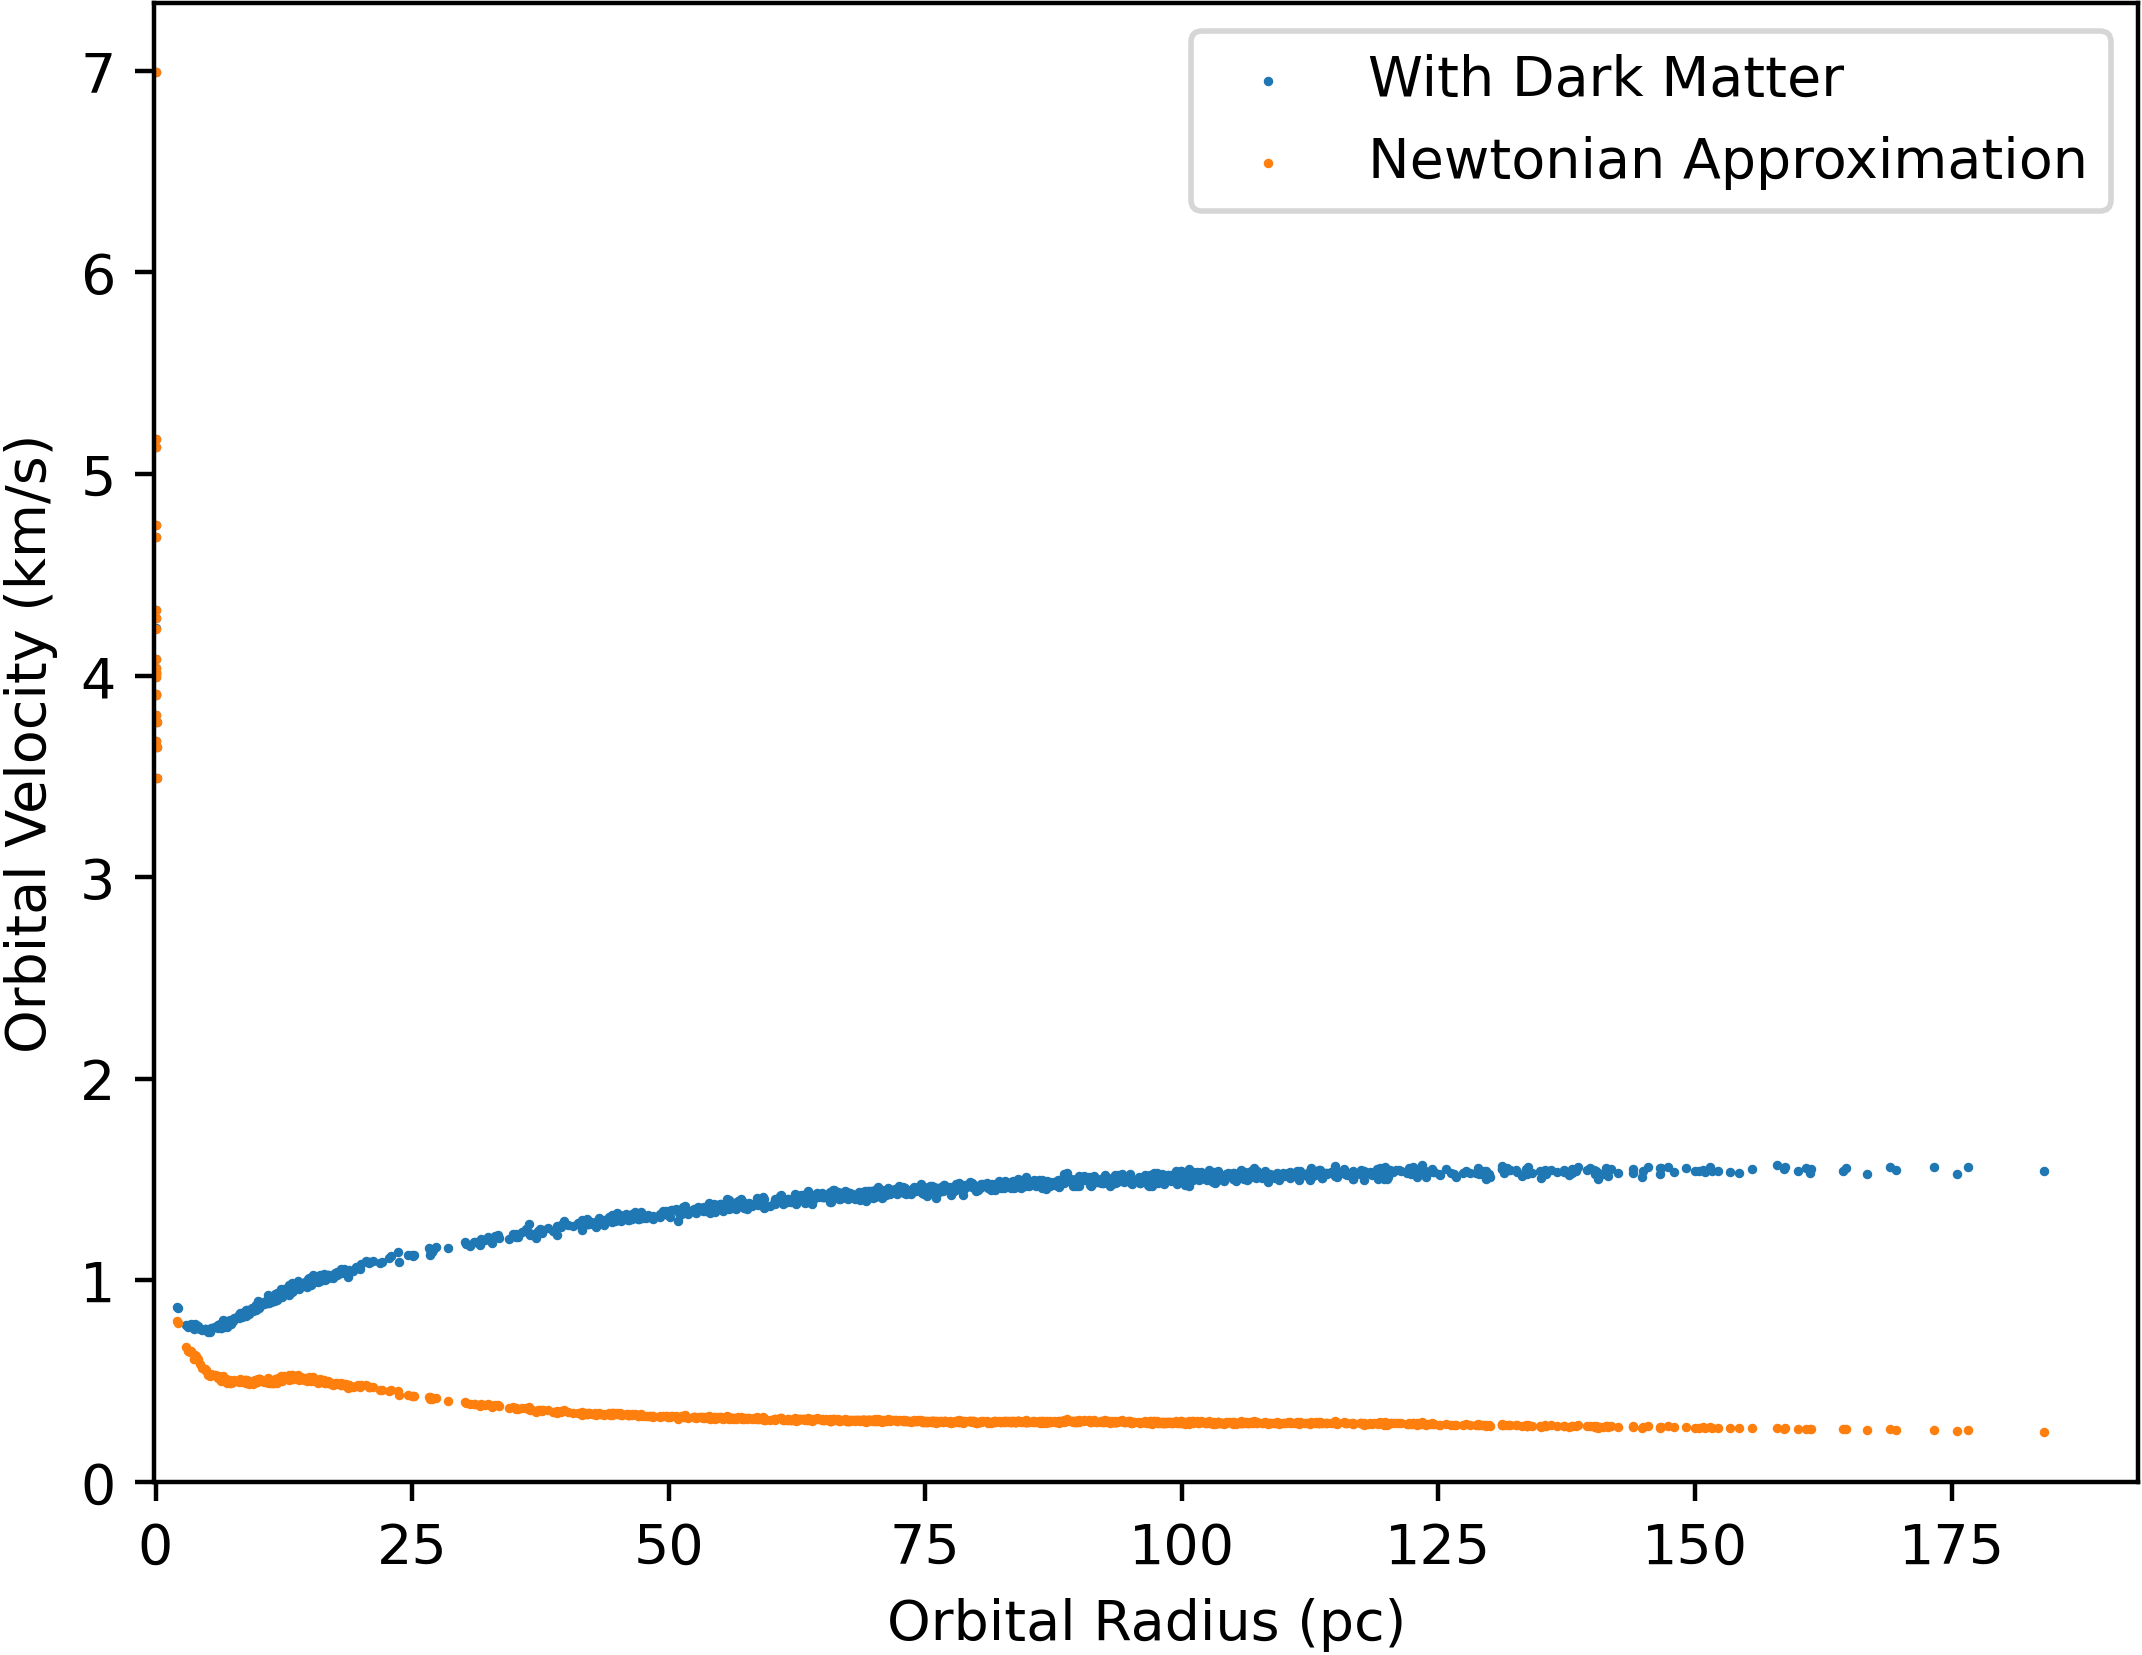 With Dark Matter
Newtonian Approximation
Orbital Velocity (km/s)
7
6
5
4
3
2
1
0
0 25 50 75 100 125 150 175
Orbital Radius (pc)